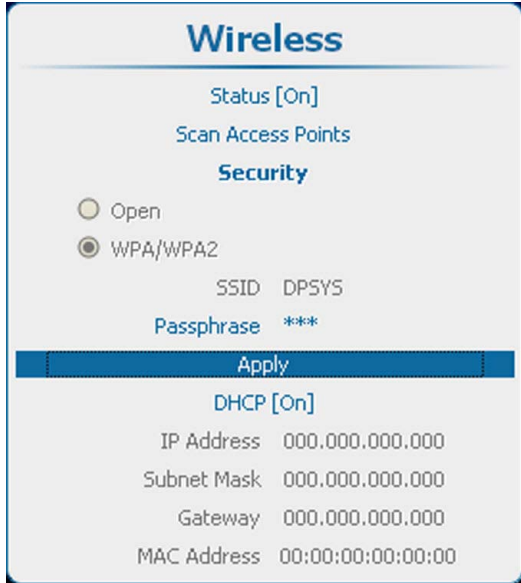 Wireless
Status [On]
Scan Access Points
Security
Open
WPA/WPA2
SSID DPSYS
Passphrase ***
Apply
DHCP [On]
IP Address 000.000.000.000
Subnet Mask 000.000.000.000
Gateway 000.000.000.000
MAC Address 00:00:00:00:00:00